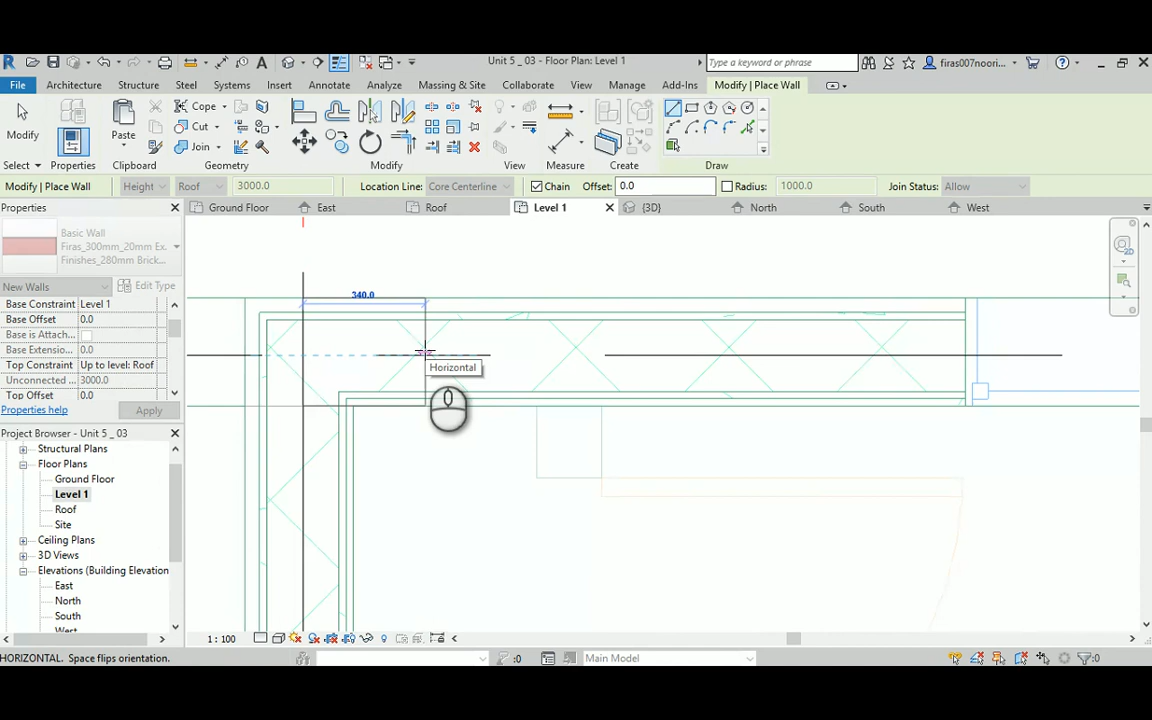 Unit 5 _ 03 - Floor Plan: Level 1
Type a keyword or phrase
firas007noori...
File Architecture Structure Steel Systems Insert Annotate Analyze Massing & Site Collaborate View Manage Add-Ins Modify | Place Wall
Modify
Paste
Cope
Cut
Join
Select Properties Clipboard Geometry Modify View Measure Create Draw
Modify | Place Wall Height Roof 3000.0 Location Line: Core Centerline Chain Offset: 0.0 Radius: 1000.0 Join Status: Allow
Properties
Ground Floor East Roof Level 1 {3D} North South West
Basic Wall
Firas_300mm_20mm Ex.
Finishes_280mm Brick...
New Walls Edit Type
Base Constraint Level 1
Base Offset 0.0
Base is Attach...
Base Extensio... 0.0
Top Constraint Up to level: Roof
Unconnected ... 3000.0
Top Offset 0.0
Properties help Apply
340.0
Horizontal
Project Browser - Unit 5 _ 03
Structural Plans
Floor Plans
Ground Floor
Level 1
Roof
Site
Ceiling Plans
3D Views
Elevations (Building Elevation
East
North
South
West
1 : 100
HORIZONTAL. Space flips orientation.
:0
Main Model
:0